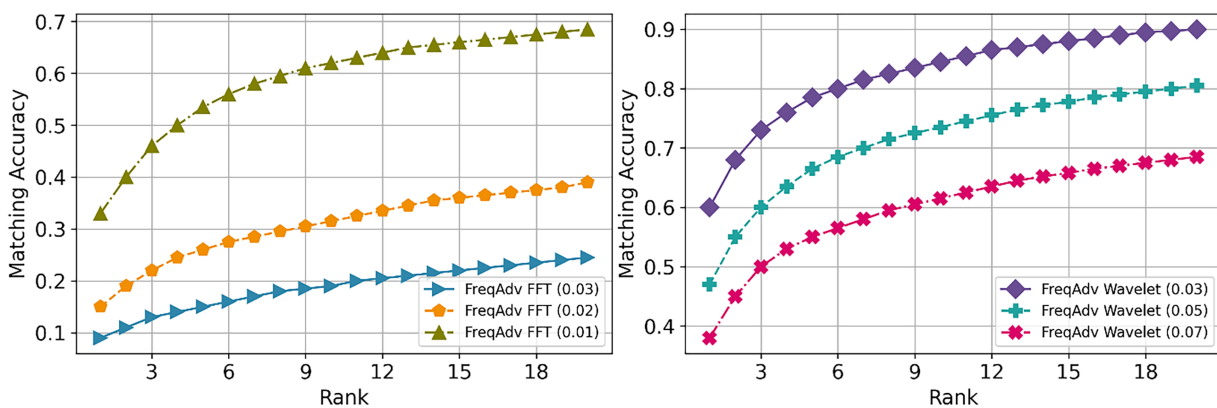 0.7
0.6
0.5
0.4
0.3
0.2
0.1
Matching Accuracy
FreqAdv FFT (0.03)
FreqAdv FFT (0.02)
FreqAdv FFT (0.01)
3 6 9 12 15 18
Rank
0.9
0.8
0.7
0.6
0.5
0.4
Matching Accuracy
FreqAdv Wavelet (0.03)
FreqAdv Wavelet (0.05)
FreqAdv Wavelet (0.07)
3 6 9 12 15 18
Rank